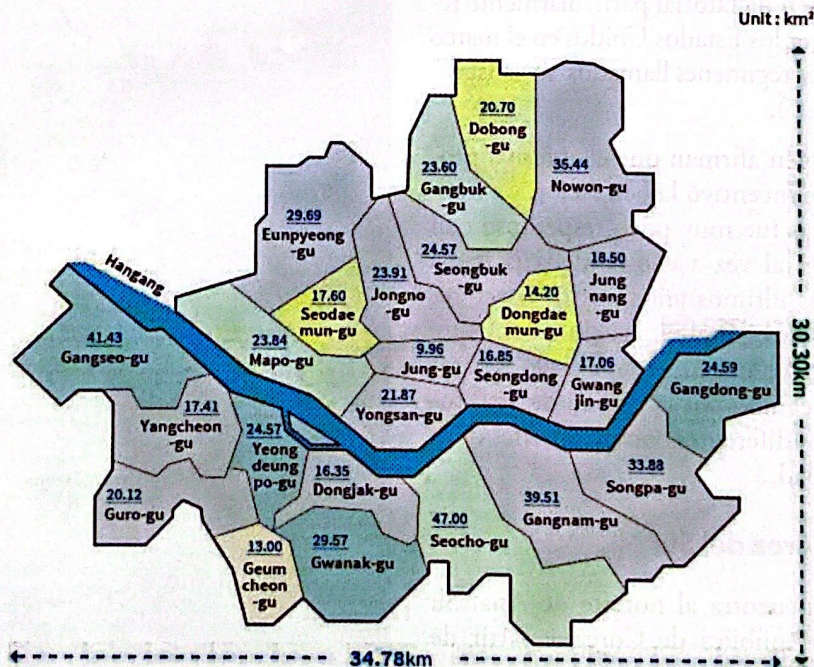 Unit : km²
20.70
Dobong
-gu
23.60
Gangbuk
-gu
35.44
Nowon-gu
29.69
Eunpyeong
-gu
24.57
Seongbuk
-gu
18.50
Jung
nang
-gu
23.91
Jongno
-gu
Hangang
17.60
Seodae
mun-gu
14.20
Dongdae
mun-gu
41.43
Gangseo-gu
23.84
Mapo-gu
9.96
Jung-gu
16.85
Seongdong
-gu
17.06
Gwang
jin-gu
24.59
Gangdong-gu
30.30km
21.87
Yongsan-gu
17.41
Yangcheon
-gu
24.57
Yeong
deung
po-gu
16.35
Dongjak-gu
33.88
Songpa-gu
20.12
Guro-gu
39.51
Gangnam-gu
47.00
Seocho-gu
13.00
Geum
cheon
-gu
29.57
Gwanak-gu
34.78km